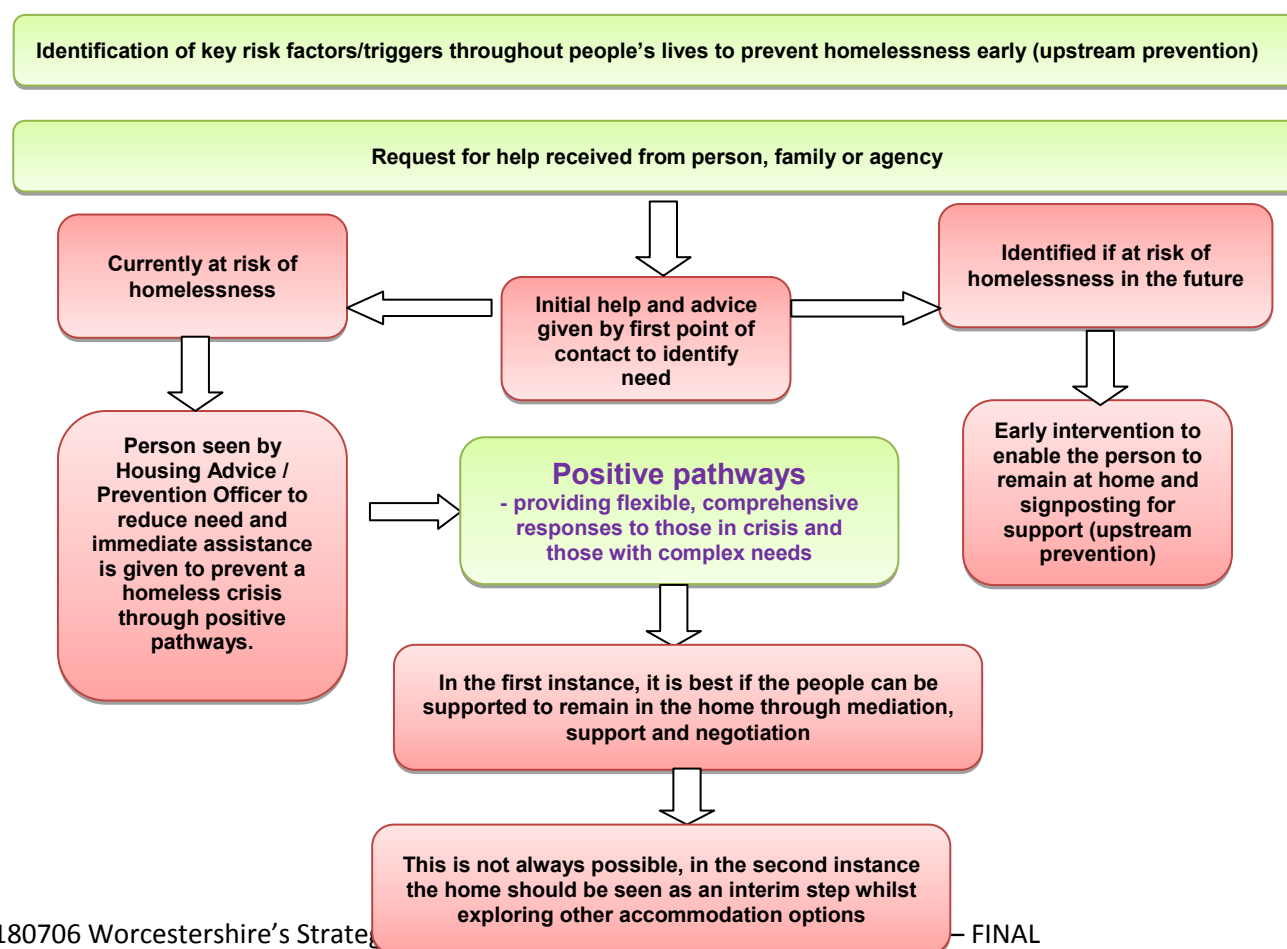 Identification of key risk factors/triggers throughout people's lives to prevent homelessness early (upstream prevention)
Request for help received from person, family or agency
Currently at risk of
homelessness
Initial help and advice
given by first point of
contact to identify
need
Identified if at risk of
homelessness in the future
Person seen by
Housing Advice /
Prevention Officer to
reduce need and
immediate assistance
is given to prevent a
homeless crisis
through positive
pathways.
Positive pathways
- providing flexible, comprehensive
responses to those in crisis and
those with complex needs
Early intervention to
enable the person to
remain at home and
signposting for
support (upstream
prevention)
In the first instance, it is best if the people can be
supported to remain in the home through mediation,
support and negotiation
This is not always possible, in the second instance
the home should be seen as an interim step whilst
exploring other accommodation options
180706 Worcestershire's – FINAL